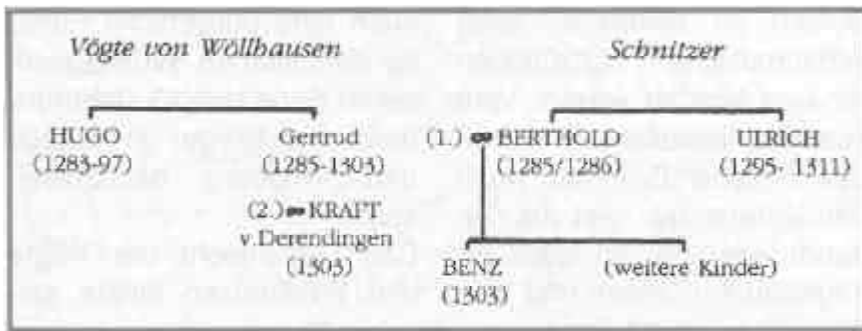 Vögte von Wöllhausen Schnitzer
HUGO Gertrud (1.) ⚭ BERTHOLD ULRICH
(1283-97) (1285-1303) (1285/1286) (1295- 1311)
(2.) ⚭ KRAFT
v.Derendingen
(1303) BENZ (weitere Kinder)
(1303)